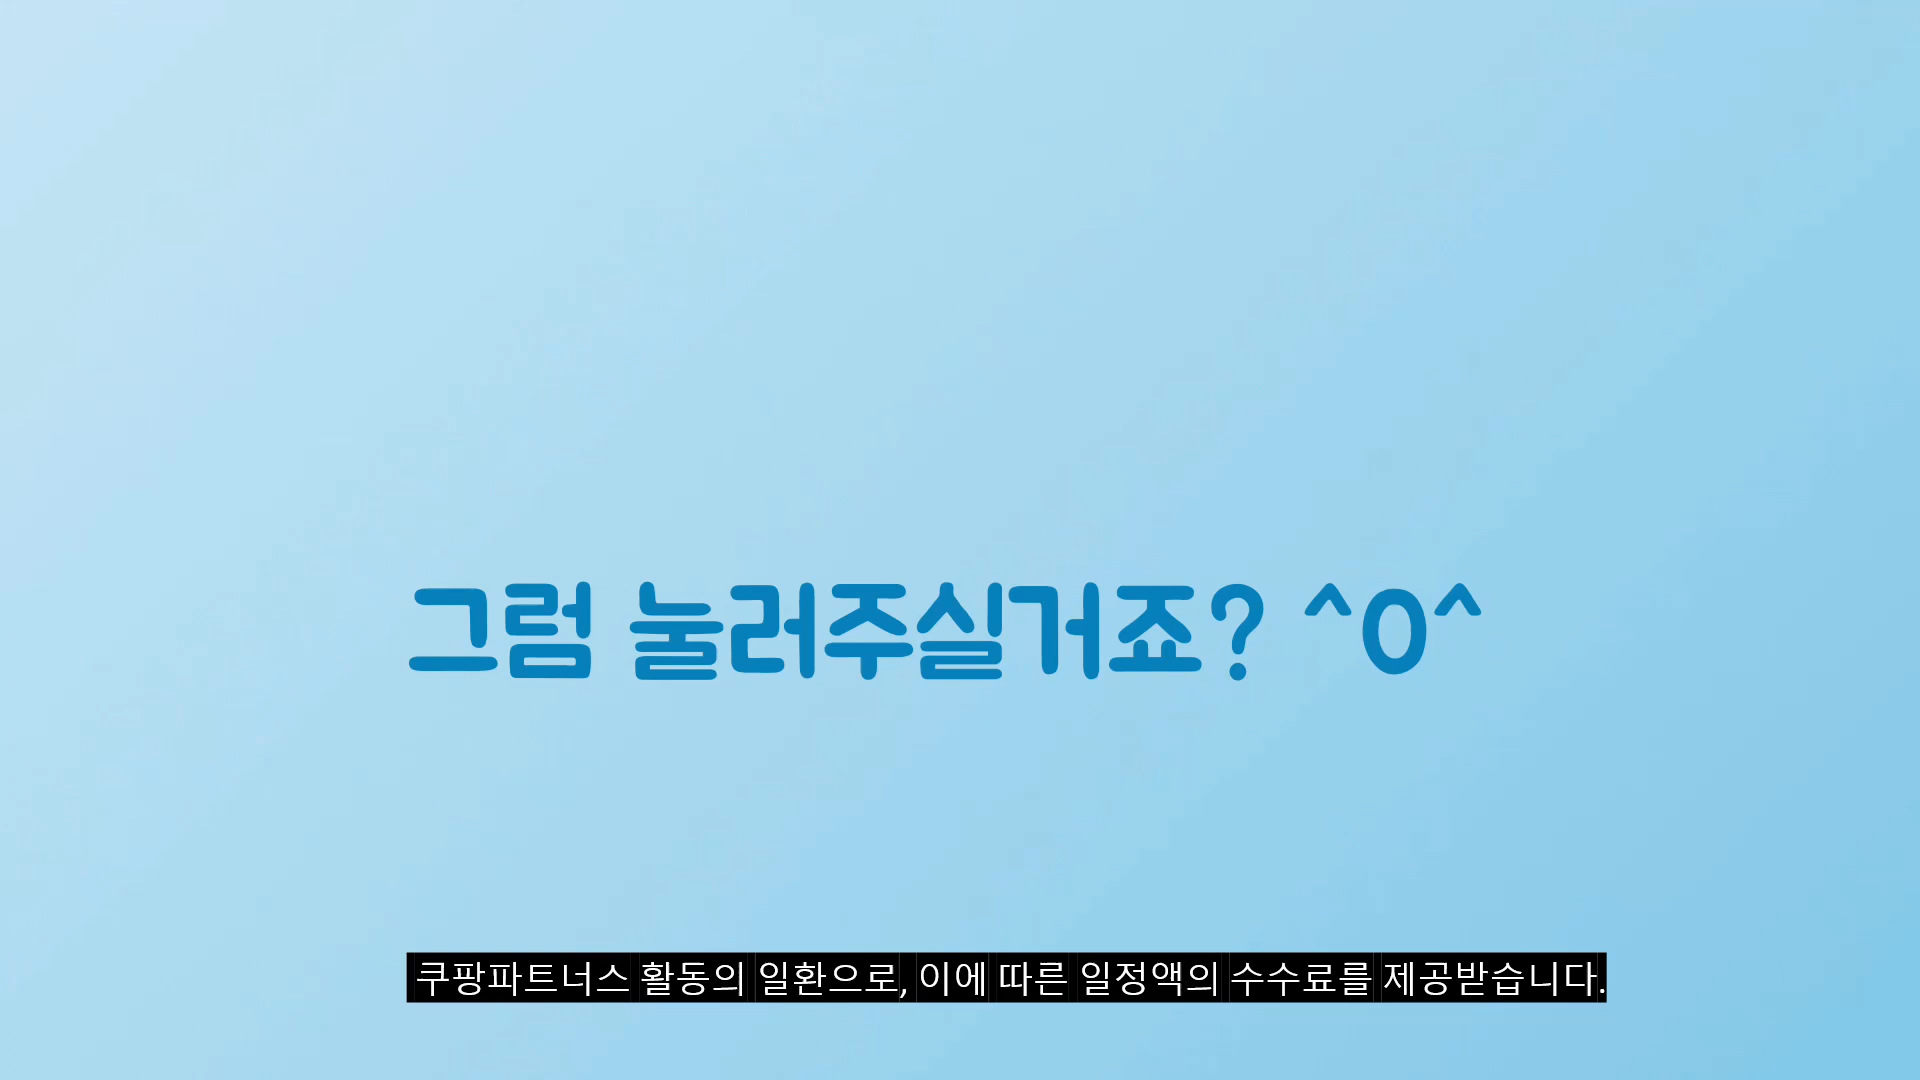 그럼 눌러주실거죠? ^0^
쿠팡파트너스 활동의 일환으로, 이에 따른 일정액의 수수료를 제공받습니다.